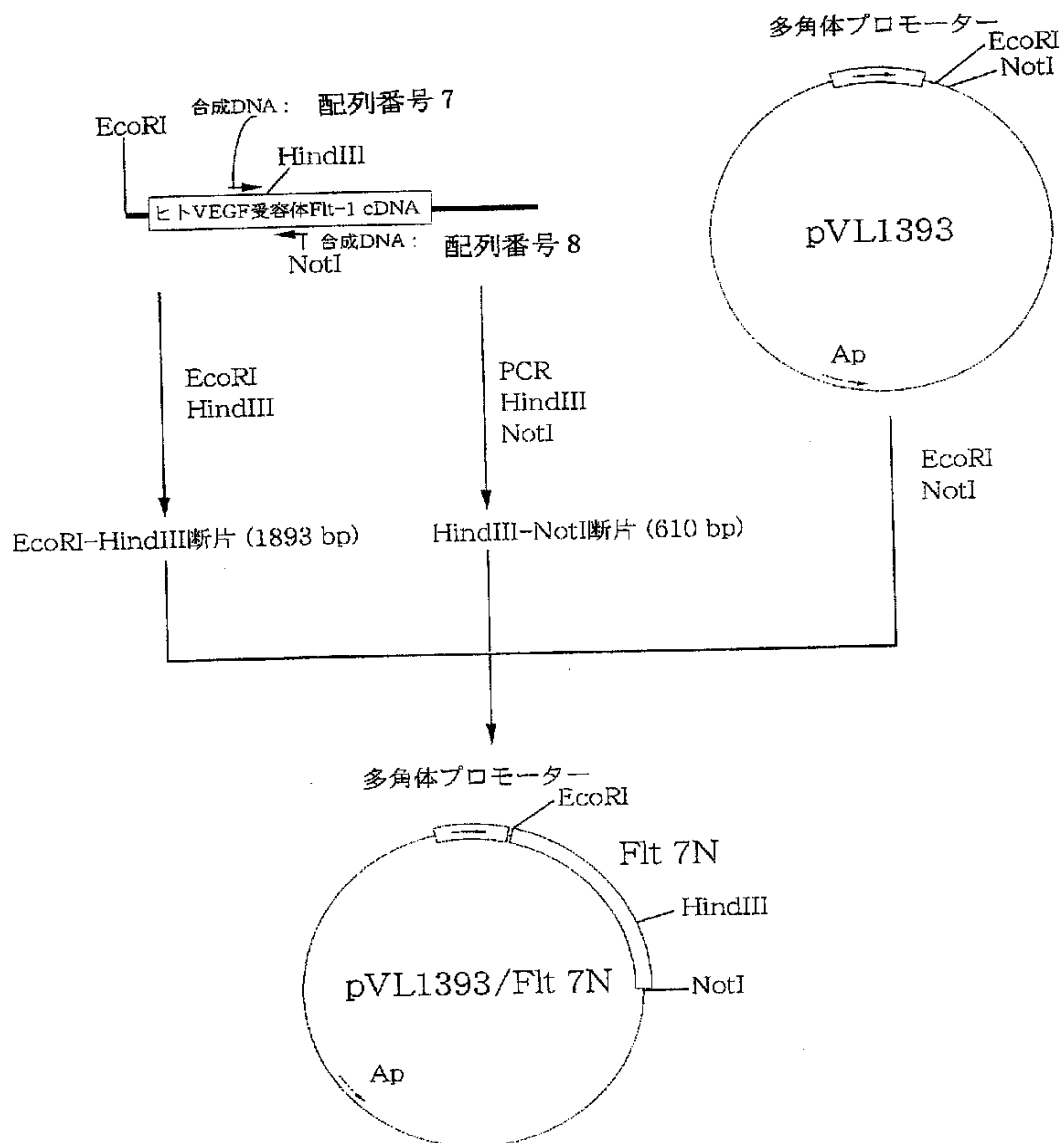 多角体プロモーター
EcoRI
NotI
合成DNA: 配列番号7
EcoRI
HindIII
ヒトVEGF受容体Flt-1 cDNA
合成DNA: 配列番号8
NotI
pVL1393
Ap
EcoRI
HindIII
PCR
HindIII
NotI
EcoRI
NotI
EcoRI-HindIII断片 (1893 bp)
HindIII-NotI断片 (610 bp)
多角体プロモーター
EcoRI
Flt 7N
HindIII
pVL1393/Flt 7N
NotI
Ap